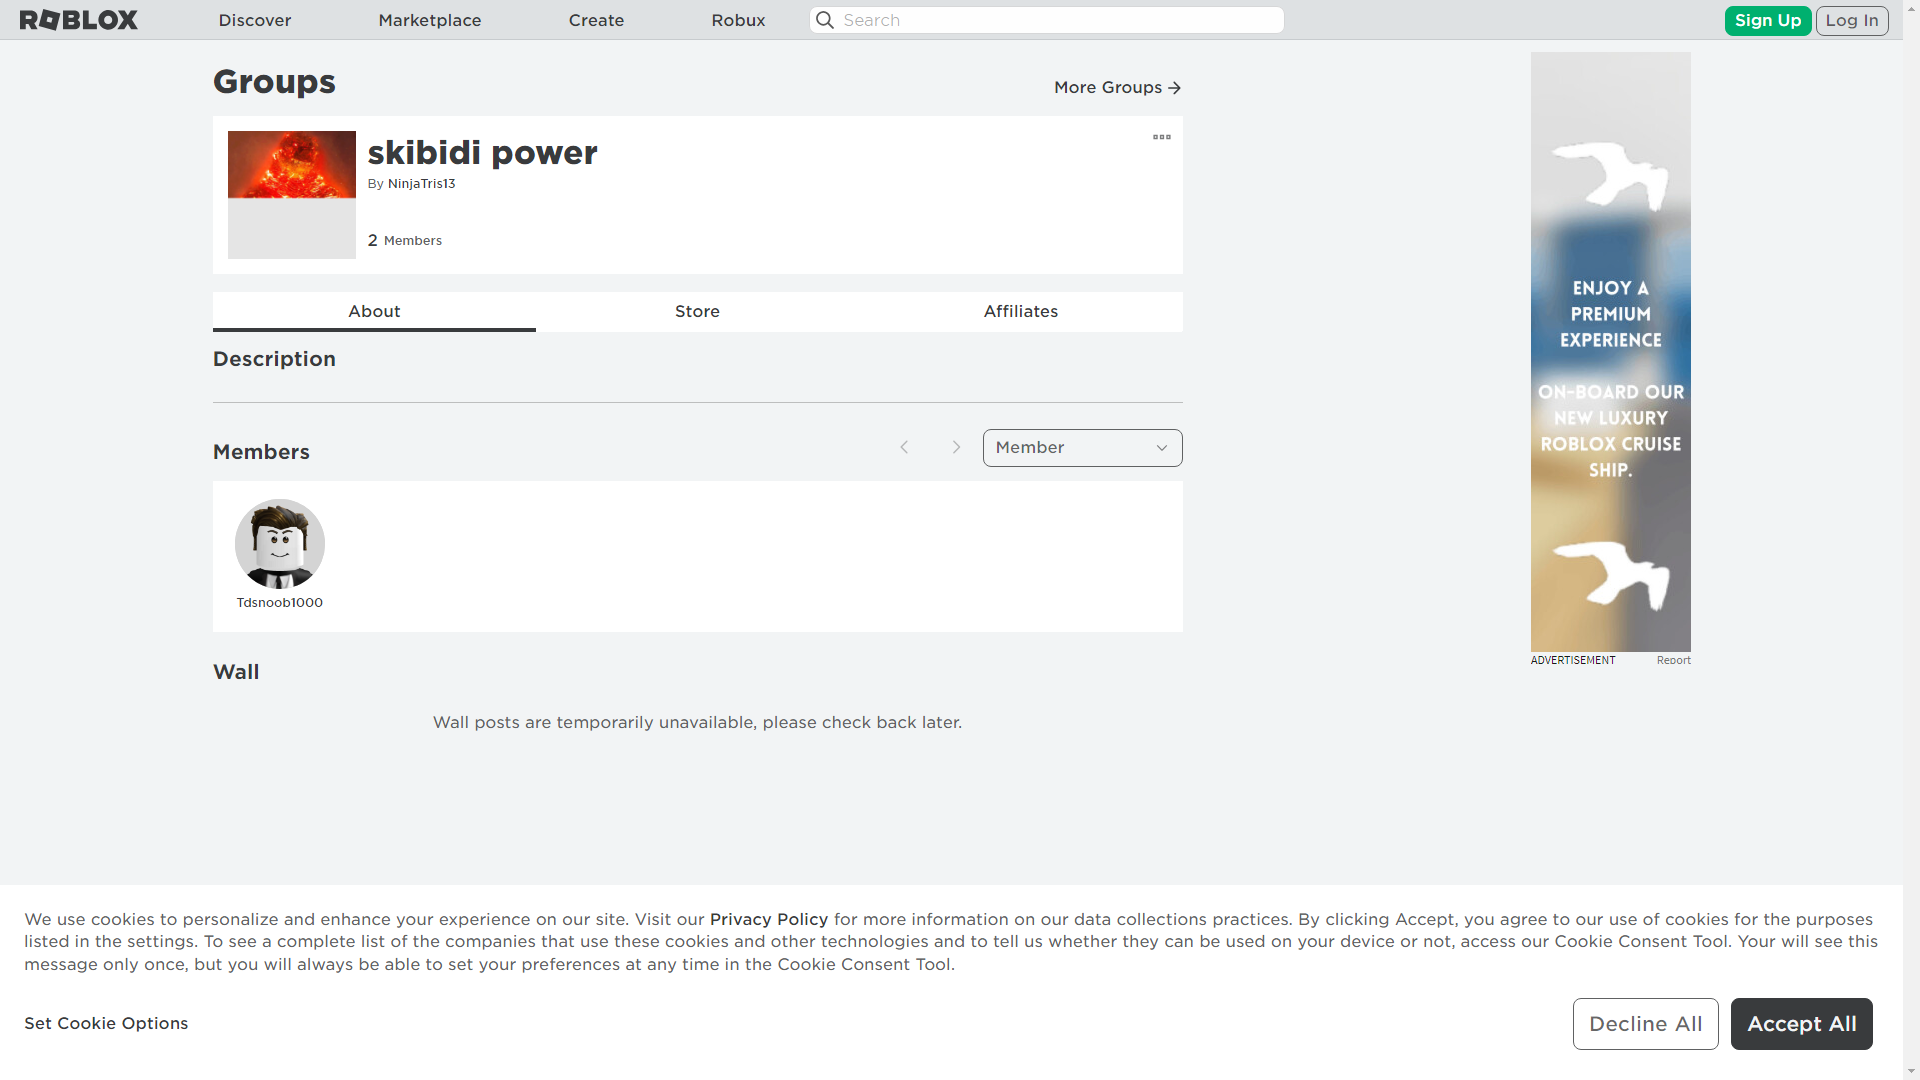 ROBLOX
Discover
Marketplace
Create
Robux
Search
Sign Up
Log In
Groups
More Groups
skibidi power
By NinjaTris13
2 Members
About
Store
Affiliates
Description
Members
Member
Tdsnoob1000
Wall
Wall posts are temporarily unavailable, please check back later.
ENJOY A
PREMIUM
EXPERIENCE
ON-BOARD OUR
NEW LUXURY
ROBLOX CRUISE
SHIP.
ADVERTISEMENT
Report
We use cookies to personalize and enhance your experience on our site. Visit our Privacy Policy for more information on our data collections practices. By clicking Accept, you agree to our use of cookies for the purposes
listed in the settings. To see a complete list of the companies that use these cookies and other technologies and to tell us whether they can be used on your device or not, access our Cookie Consent Tool. Your will see this
message only once, but you will always be able to set your preferences at any time in the Cookie Consent Tool.
Set Cookie Options
Decline All
Accept All